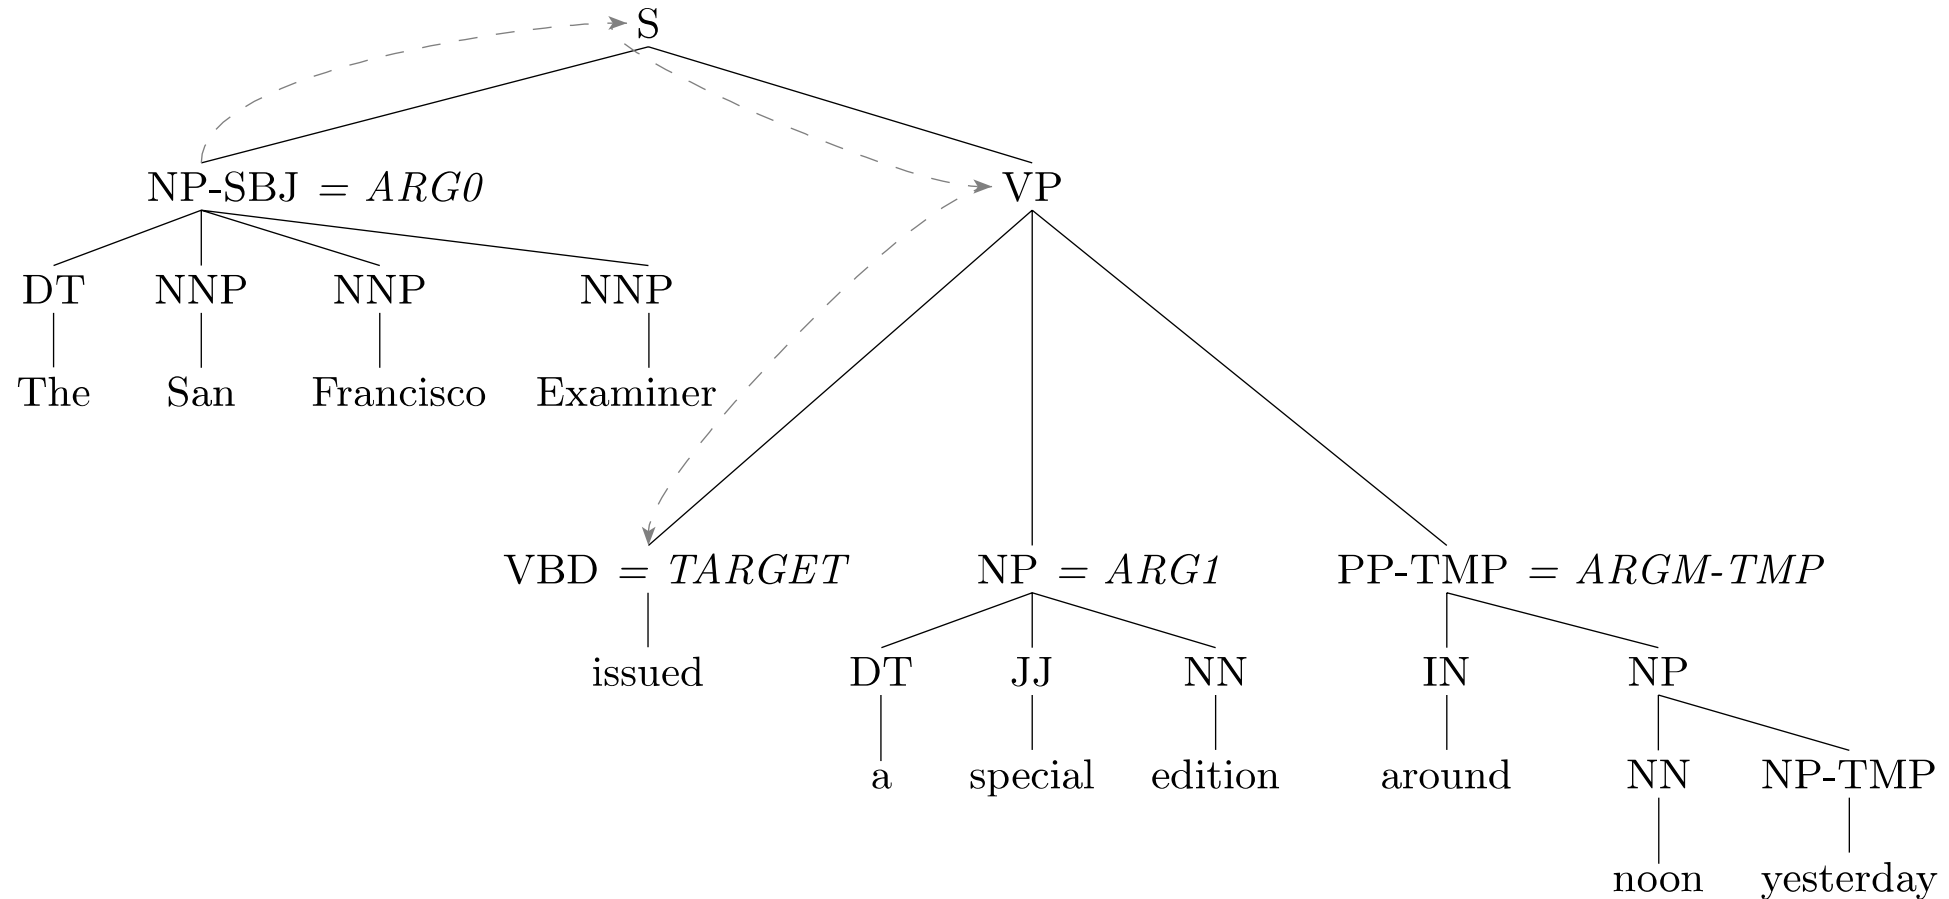 S
NP-SBJ = ARG0 VP
DT NNP NNP NNP
The San Francisco Examiner
VBD = TARGET NP = ARG1 PP-TMP = ARGM-TMP
issued DT JJ NN IN NP
a special edition around NN NP-TMP
noon yesterday